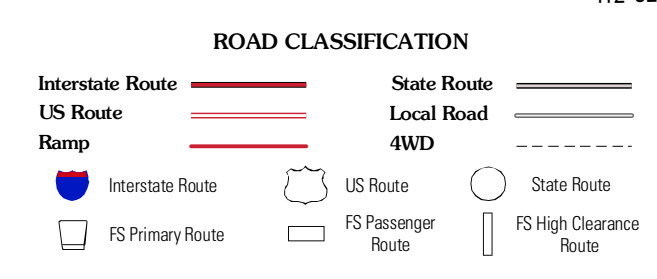 ROAD CLASSIFICATION
Interstate Route
State Route
US Route
Local Road
Ramp
4WD
Interstate Route
US Route
State Route
FS Primary Route
FS Passenger
Route
FS High Clearance
Route